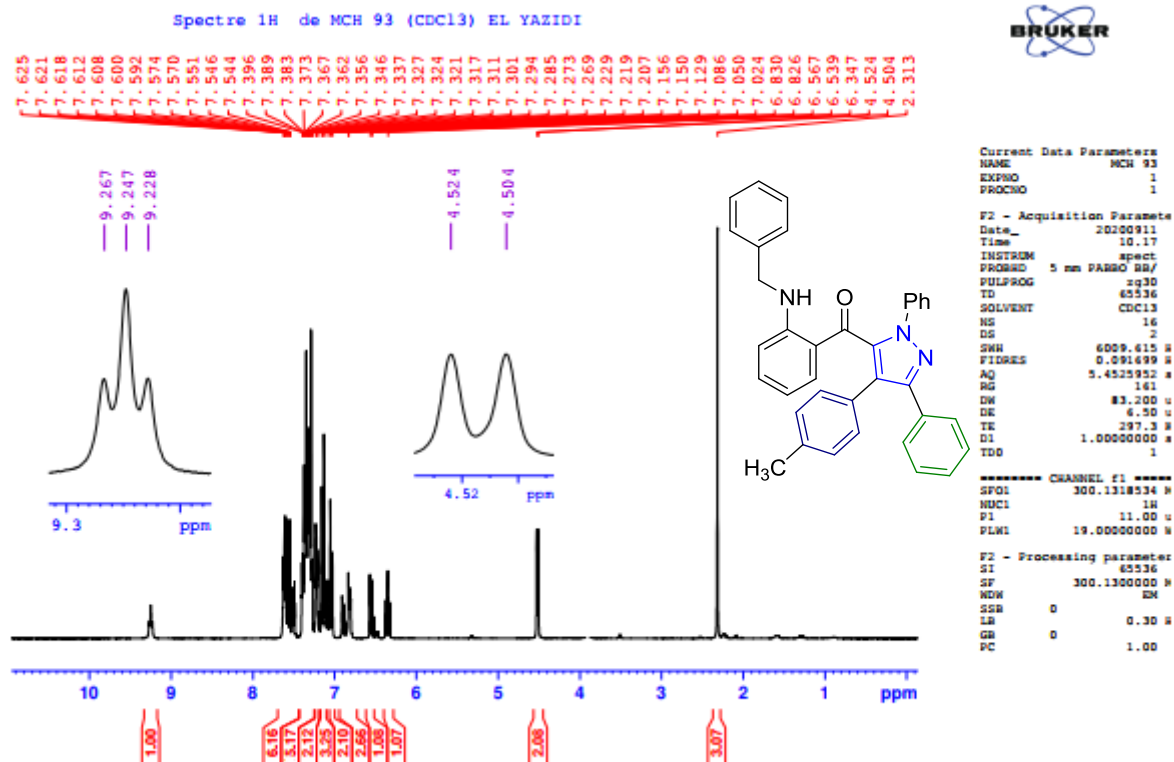 Spectre 1H de MCH 93 (CDCl3) EL YAZIDI
BRUKER
7.625
7.621
7.618
7.612
7.608
7.600
7.592
7.574
7.570
7.551
7.546
7.544
7.396
7.389
7.383
7.373
7.367
7.362
7.356
7.346
7.337
7.327
7.324
7.321
7.317
7.311
7.301
7.294
7.285
7.273
7.269
7.229
7.219
7.207
7.156
7.150
7.129
7.086
7.050
7.024
6.830
6.826
6.567
6.539
6.347
4.524
4.504
2.313
9.267
9.247
9.228
4.524
4.504
9.3 ppm
4.52 ppm
NH
O
Ph
N
N
H3C
Current Data Parameters
NAME MCH 93
EXPNO 1
PROCNO 1
F2 - Acquisition Paramete
Date_ 20200911
Time 10.17
INSTRUM spect
PROBHD 5 mm PABBO BB/
PULPROG zg30
TD 65536
SOLVENT CDCl3
NS 16
DS 2
SWH 6009.615 H
FIDRES 0.091699 H
AQ 5.4525952 s
RG 161
DW 83.200 u
DE 6.50 u
TE 297.3 K
D1 1.00000000 s
TD0 1
======== CHANNEL f1 =====
SFO1 300.1318534 M
NUC1 1H
P1 11.00 u
PLW1 19.00000000 W
F2 - Processing parameter
SI 65536
SF 300.1300000 M
WDW EM
SSB 0
LB 0.30 H
GB 0
PC 1.00
10 9 8 7 6 5 4 3 2 1 ppm
1.00
6.16
5.17
2.12
3.25
2.10
2.66
1.08
1.07
2.08
3.07